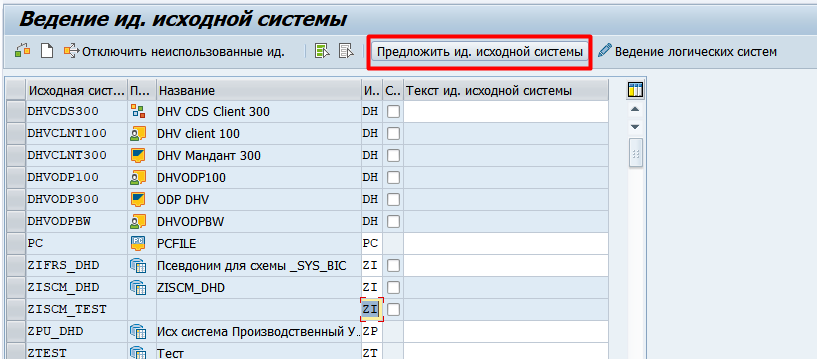 Ведение ид. исходной системы
Отключить неиспользованные ид. Предложить ид. исходной системы Ведение логических систем
Исходная сист... П... Название И.. С.. Текст ид. исходной системы
DHVCDS300 DHV CDS Client 300 DH
DHVCLNT100 DHV client 100 DH
DHVCLNT300 DHV Мандант 300 DH
DHVODP100 DHVODP100 DH
DHVODP300 ODP DHV DH
DHVODPBW DHVODPBW DH
PC PCFILE PC
ZIFRS_DHD Псевдоним для схемы _SYS_BIC ZI
ZISCM_DHD ZISCM_DHD ZI
ZISCM_TEST ZI
ZPU_DHD Исх система Производственный У... ZP
ZTEST Тест ZT